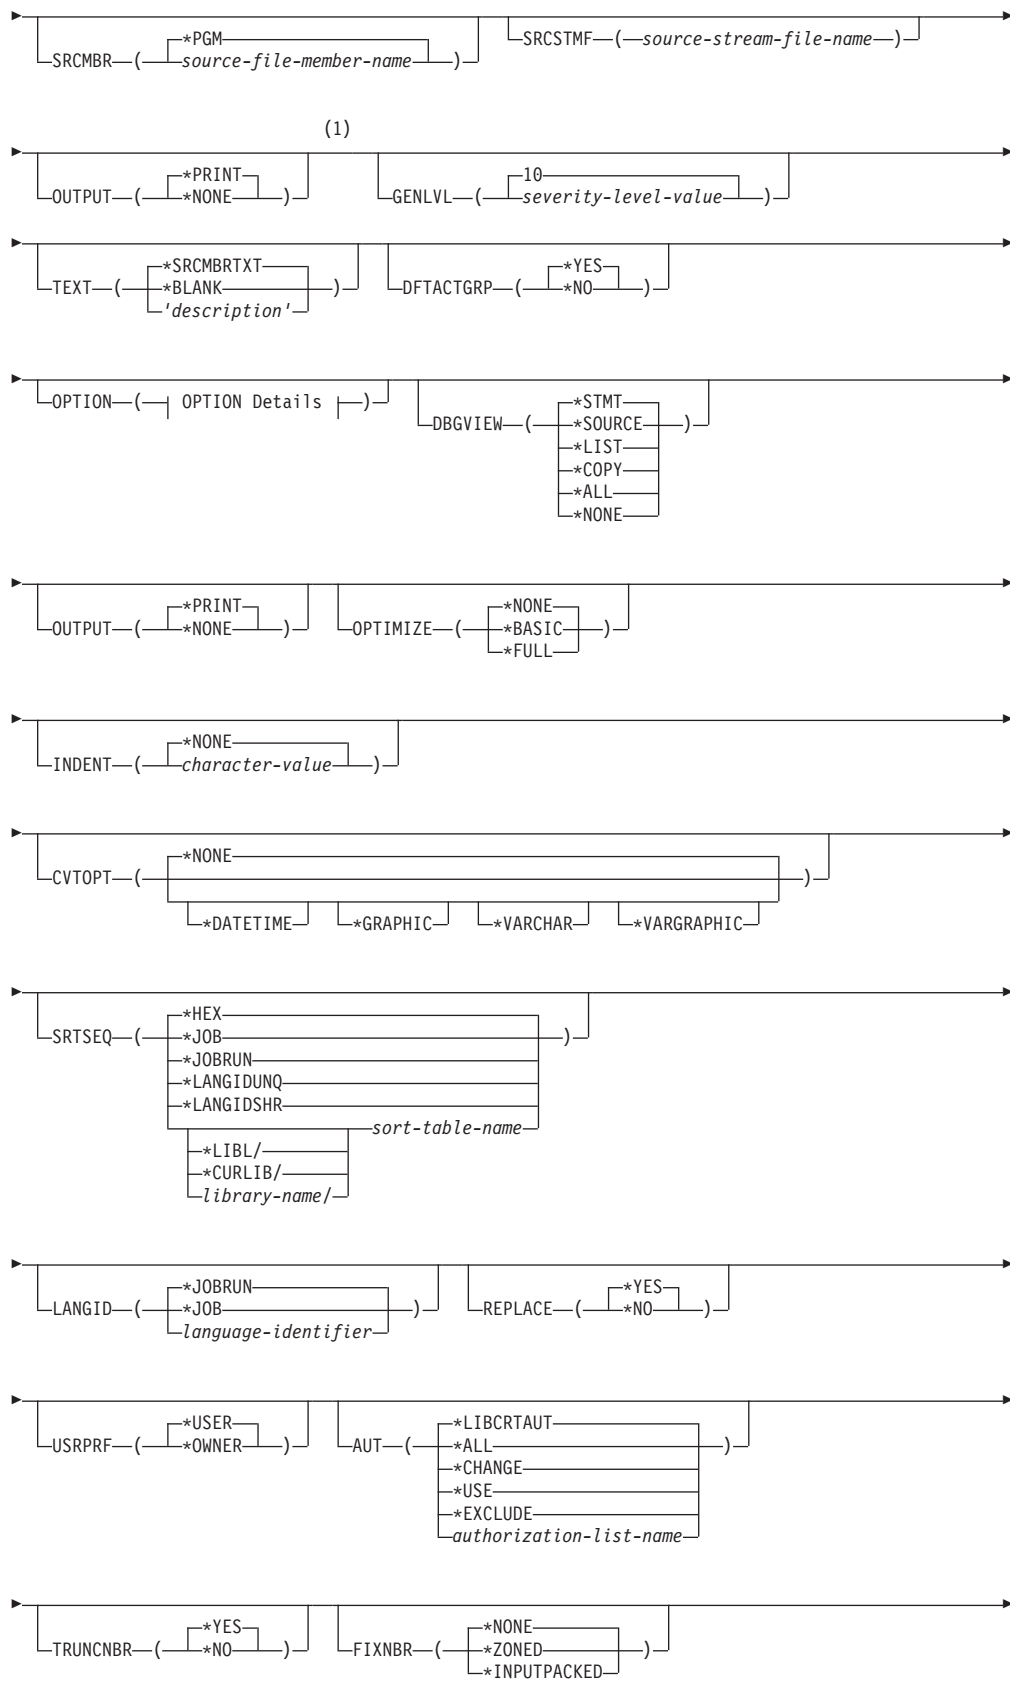 *PGM
SRCMBR ( source-file-member-name )
SRCSTMF ( source-stream-file-name )
(1)
*PRINT
OUTPUT ( *NONE )
10
GENLVL ( severity-level-value )
*SRCMBRTXT
TEXT ( *BLANK )
'description'
*YES
DFTACTGRP ( *NO )
OPTION ( OPTION Details )
*STMT
DBGVIEW ( *SOURCE )
*LIST
*COPY
*ALL
*NONE
*PRINT
OUTPUT ( *NONE )
*NONE
OPTIMIZE ( *BASIC )
*FULL
*NONE
INDENT ( character-value )
*NONE
CVTOPT ( )
*DATETIME *GRAPHIC *VARCHAR *VARGRAPHIC
*HEX
SRTSEQ ( *JOB )
*JOBRUN
*LANGIDUNQ
*LANGIDSHR
sort-table-name
*LIBL/
*CURLIB/
library-name/
*JOBRUN
LANGID ( *JOB )
language-identifier
*YES
REPLACE ( *NO )
*USER
USRPRF ( *OWNER )
*LIBCRTAUT
AUT ( *ALL )
*CHANGE
*USE
*EXCLUDE
authorization-list-name
*YES
TRUNCNBR ( *NO )
*NONE
FIXNBR ( *ZONED )
*INPUTPACKED